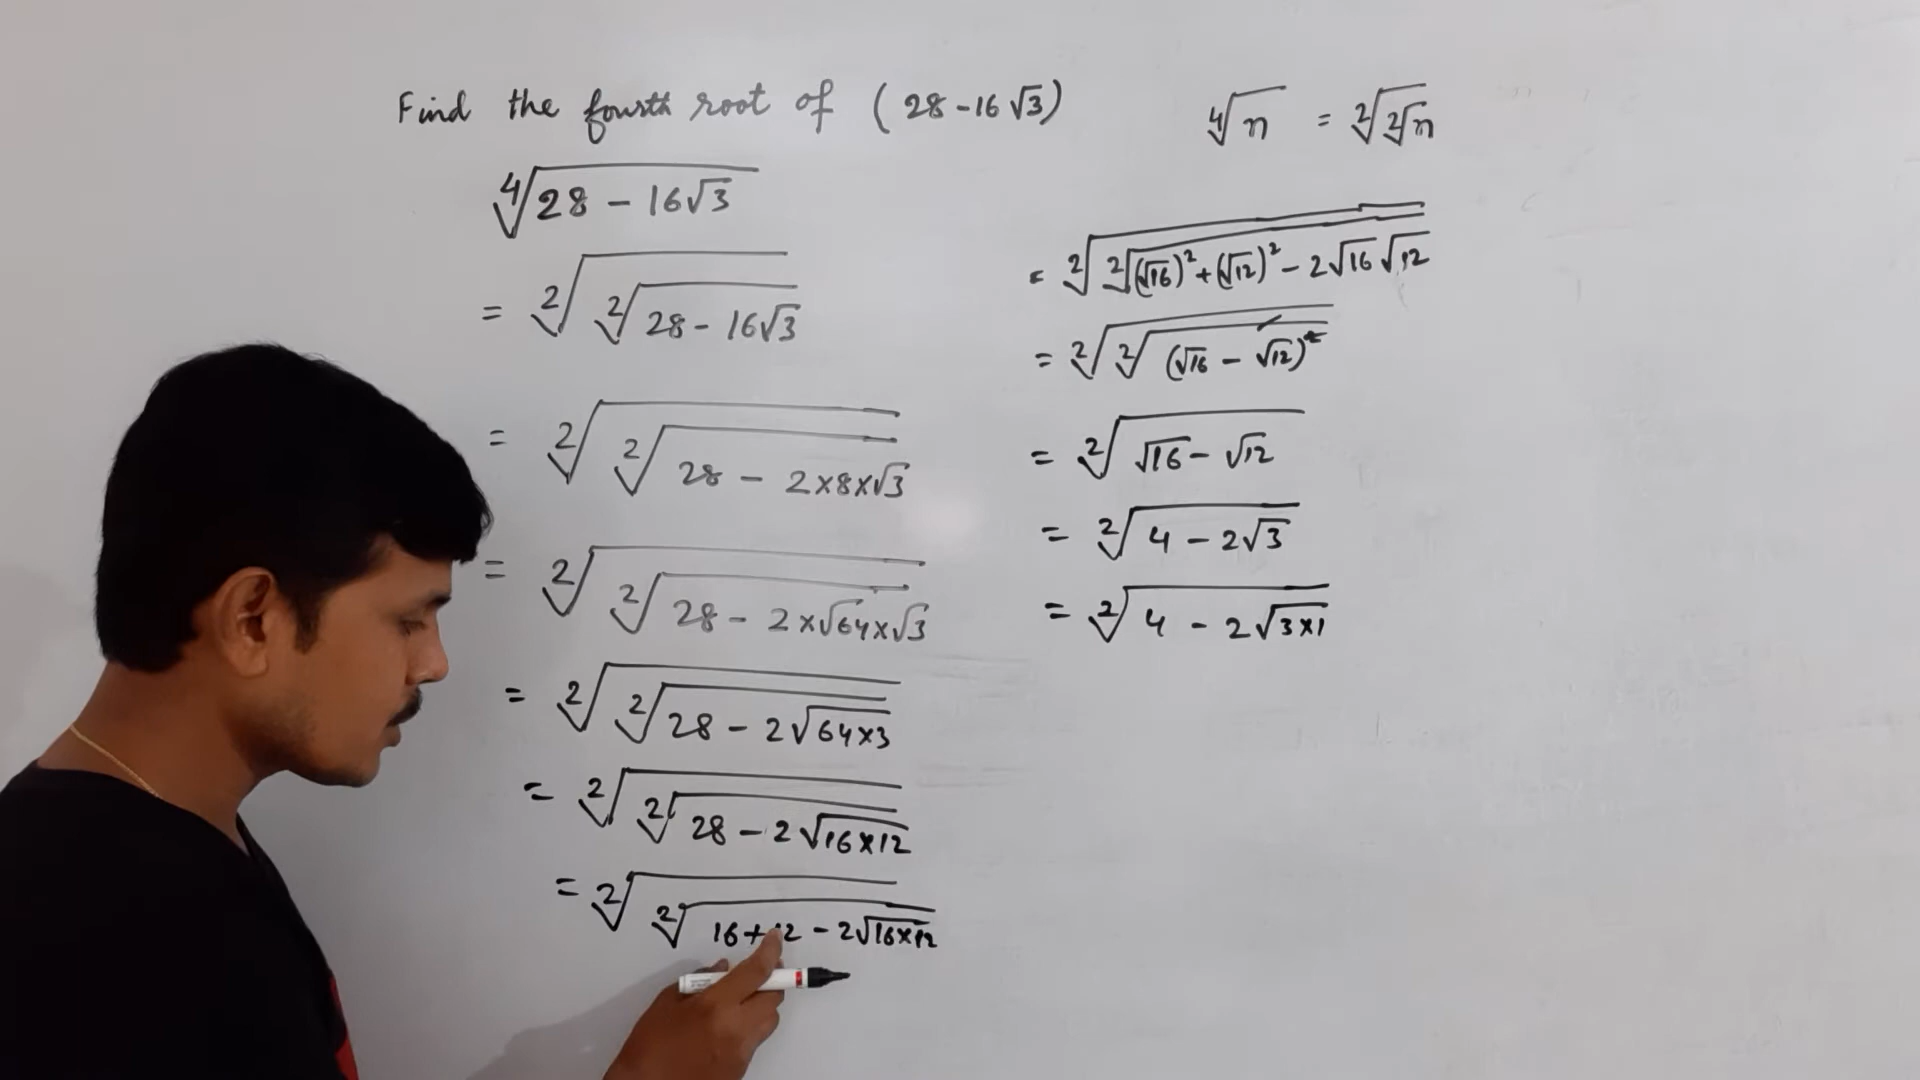 Find the fourth root of (28-16√3)
∜28 - 16√3
= ²√ ²√28 - 16√3
= ²√ ²√28 - 2×8×√3
= ²√ ²√28 - 2×√64×√3
= ²√ ²√28 - 2√64×3
= ²√ ²√28 - 2√16×12
= ²√ ²√16+12 - 2√16×12
∜n = ²√²√n
= ²√ ²√(√16)²+(√12)² - 2√16 √12
= ²√ ²√(√16 - √12)²
= ²√√16 - √12
= ²√4 - 2√3
= ²√4 - 2√3×1